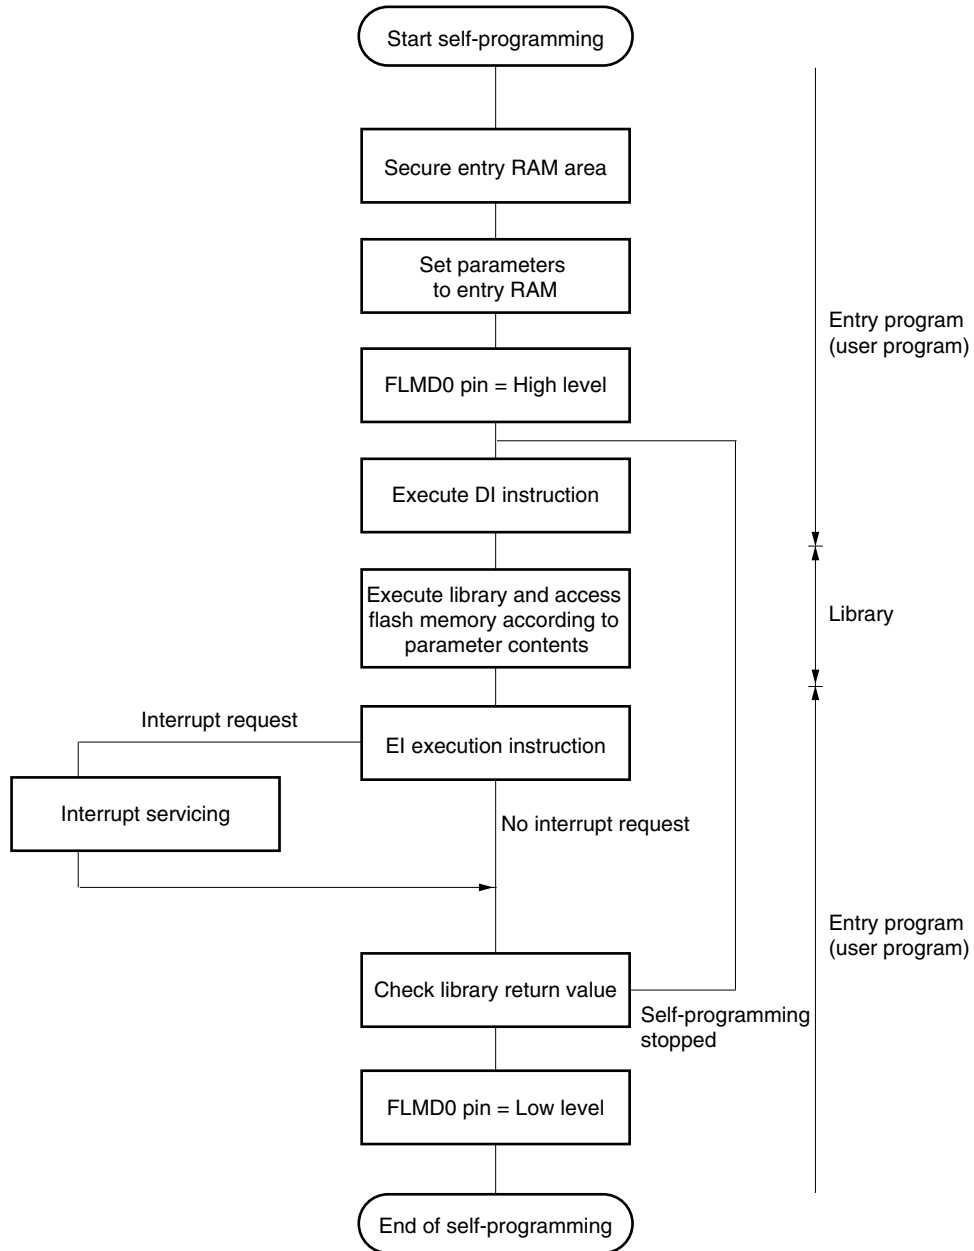 Start self-programming
Secure entry RAM area
Set parameters
to entry RAM
Entry program
(user program)
FLMD0 pin = High level
Execute DI instruction
Execute library and access
flash memory according to
parameter contents
Library
Interrupt request
EI execution instruction
Interrupt servicing
No interrupt request
Entry program
(user program)
Check library return value
Self-programming
stopped
FLMD0 pin = Low level
End of self-programming